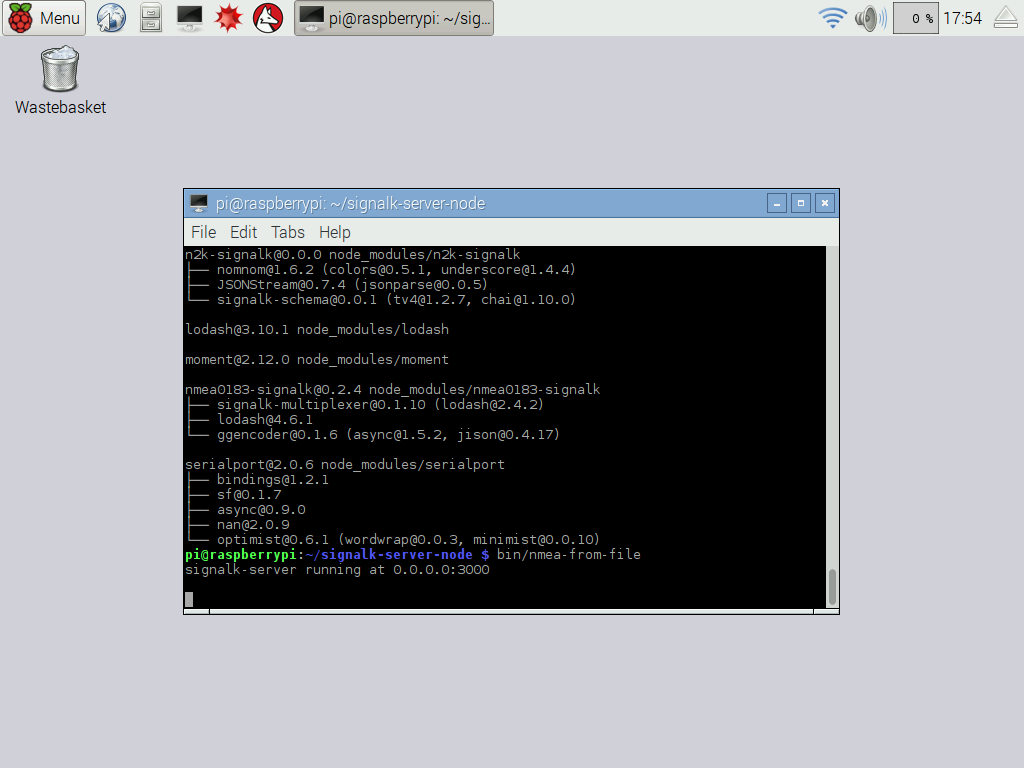 Menu
pi@raspberrypi: ~/sig...
0 %
17:54
Wastebasket
pi@raspberrypi: ~/signalk-server-node
File Edit Tabs Help
n2k-signalk@0.0.0 node_modules/n2k-signalk
├── nomnom@1.6.2 (colors@0.5.1, underscore@1.4.4)
├── JSONStream@0.7.4 (jsonparse@0.0.5)
└── signalk-schema@0.0.1 (tv4@1.2.7, chai@1.10.0)
lodash@3.10.1 node_modules/lodash
moment@2.12.0 node_modules/moment
nmea0183-signalk@0.2.4 node_modules/nmea0183-signalk
├── signalk-multiplexer@0.1.10 (lodash@2.4.2)
├── lodash@4.6.1
└── ggencoder@0.1.6 (async@1.5.2, jison@0.4.17)
serialport@2.0.6 node_modules/serialport
├── bindings@1.2.1
├── sf@0.1.7
├── async@0.9.0
├── nan@2.0.9
└── optimist@0.6.1 (wordwrap@0.0.3, minimist@0.0.10)
pi@raspberrypi:~/signalk-server-node $ bin/nmea-from-file
signalk-server running at 0.0.0.0:3000